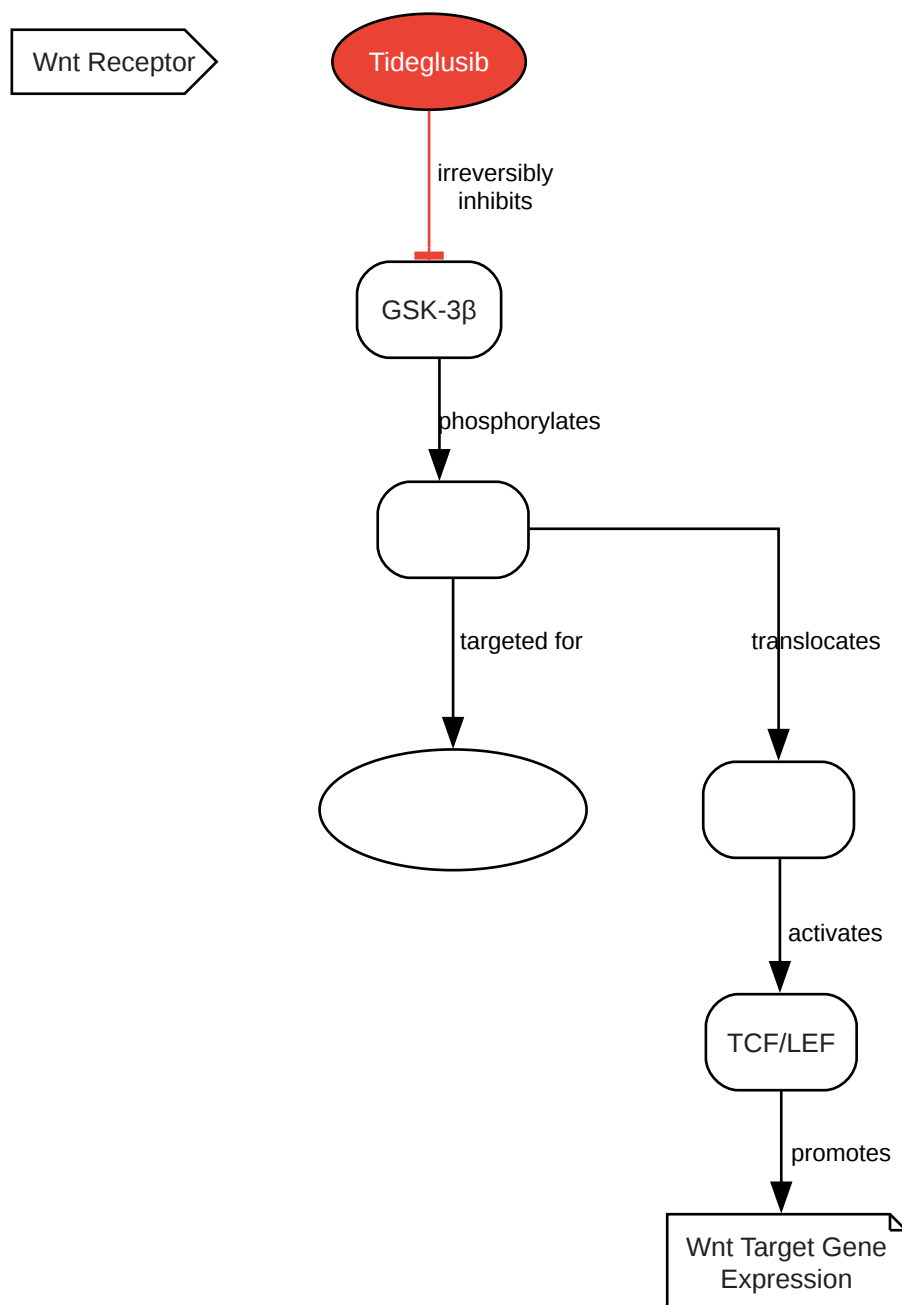 Wnt Receptor
Tideglusib
irreversibly
inhibits
GSK-3β
phosphorylates
targeted for
translocates
activates
TCF/LEF
promotes
Wnt Target Gene
Expression